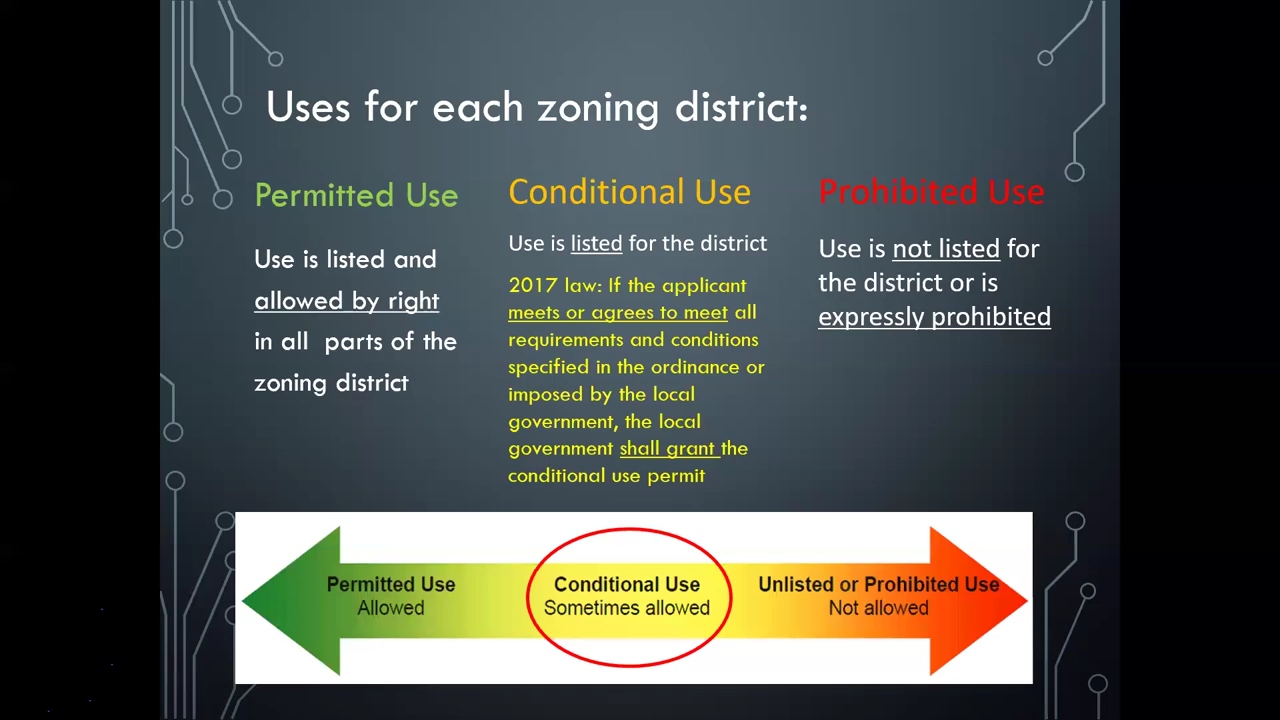 Uses for each zoning district:
Permitted Use
Use is listed and
allowed by right
in all parts of the
zoning district
Conditional Use
Use is listed for the district
2017 law: If the applicant
meets or agrees to meet all
requirements and conditions
specified in the ordinance or
imposed by the local
government, the local
government shall grant the
conditional use permit
Prohibited Use
Use is not listed for
the district or is
expressly prohibited
Permitted Use
Allowed
Conditional Use
Sometimes allowed
Unlisted or Prohibited Use
Not allowed